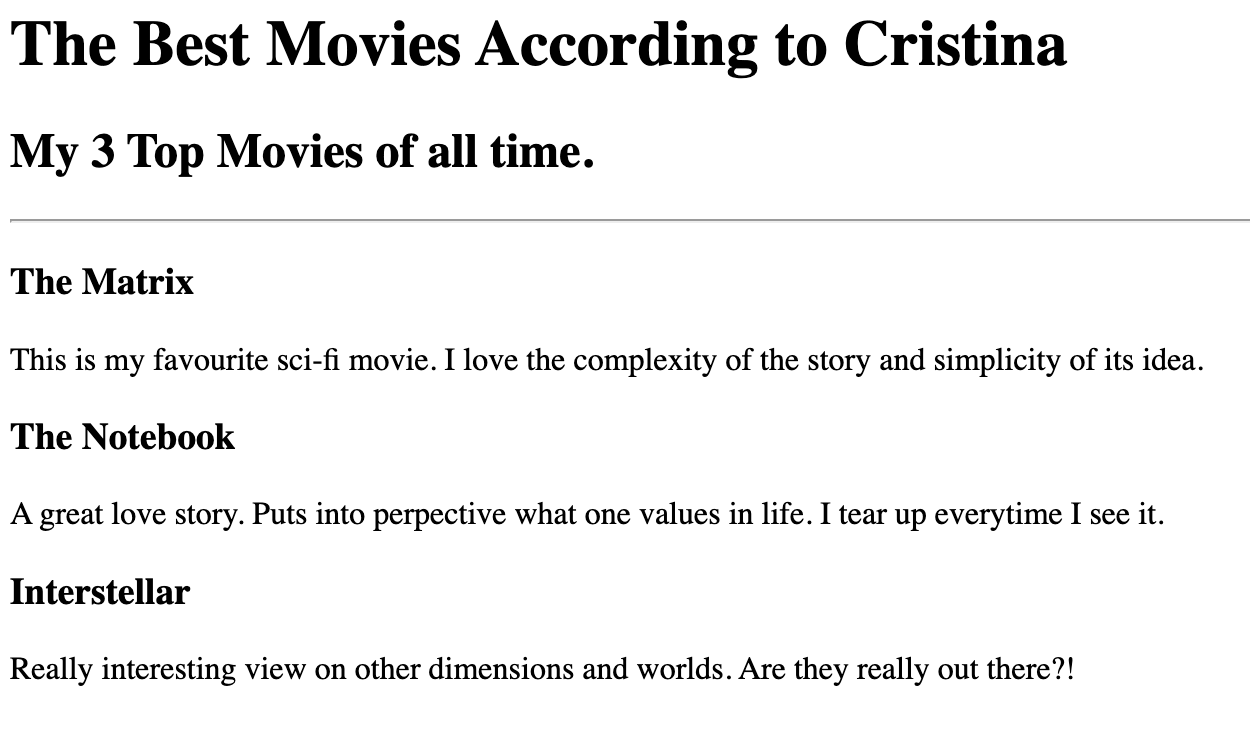 The Best Movies According to Cristina
My 3 Top Movies of all time.
The Matrix
This is my favourite sci-fi movie. I love the complexity of the story and simplicity of its idea.
The Notebook
A great love story. Puts into perpective what one values in life. I tear up everytime I see it.
Interstellar
Really interesting view on other dimensions and worlds. Are they really out there?!